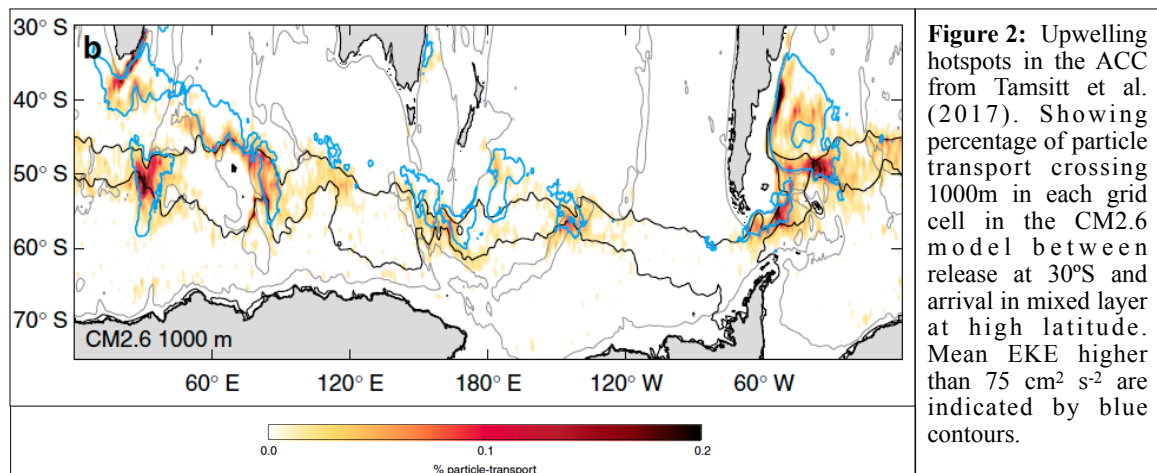 b
30° S
40° S
50° S
60° S
70° S
CM2.6 1000 m
60° E
120° E
180° E
120° W
60° W
0.0
0.1
0.2
% particle-transport
Figure 2: Upwelling
hotspots in the ACC
from Tamsitt et al.
(2017). Showing
percentage of particle
transport crossing
1000m in each grid
cell in the CM2.6
model between
release at 30ºS and
arrival in mixed layer
at high latitude.
Mean EKE higher
than 75 cm² s⁻² are
indicated by blue
contours.